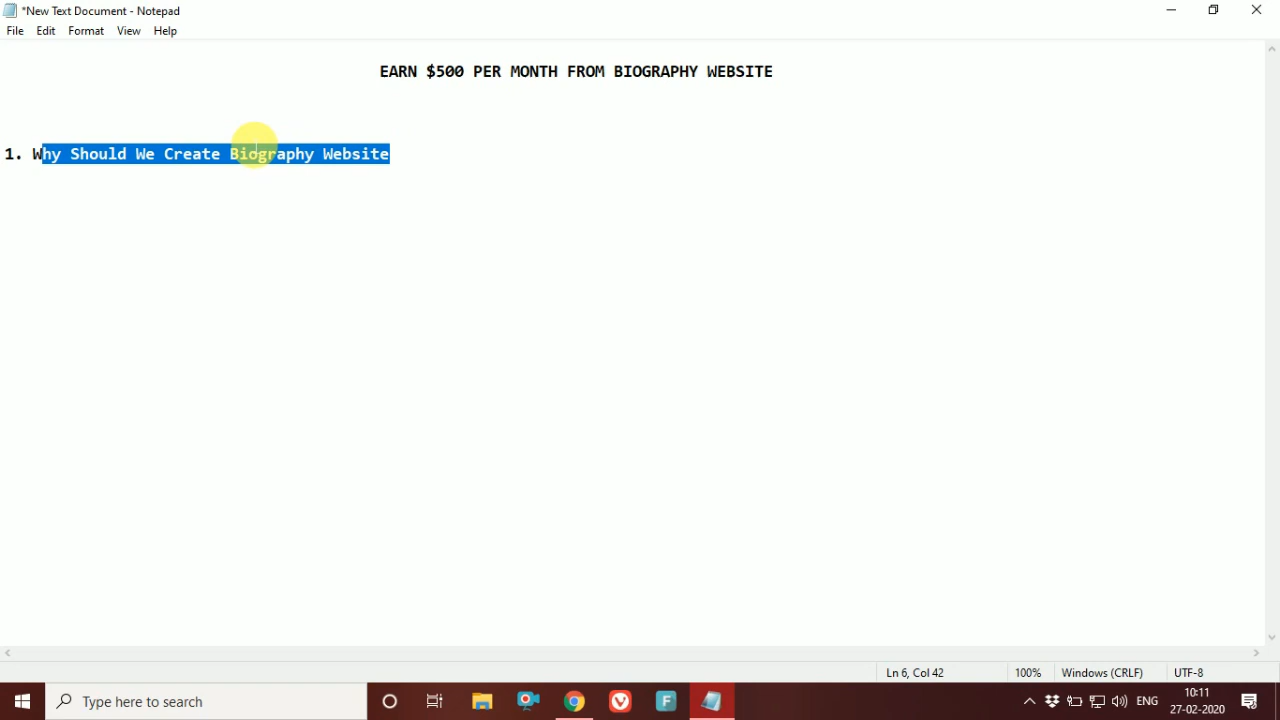 *New Text Document - Notepad
File Edit Format View Help
EARN $500 PER MONTH FROM BIOGRAPHY WEBSITE
1. Why Should We Create Biography Website
Ln 6, Col 42 100% Windows (CRLF) UTF-8
Type here to search
F
ENG
10:11
27-02-2020